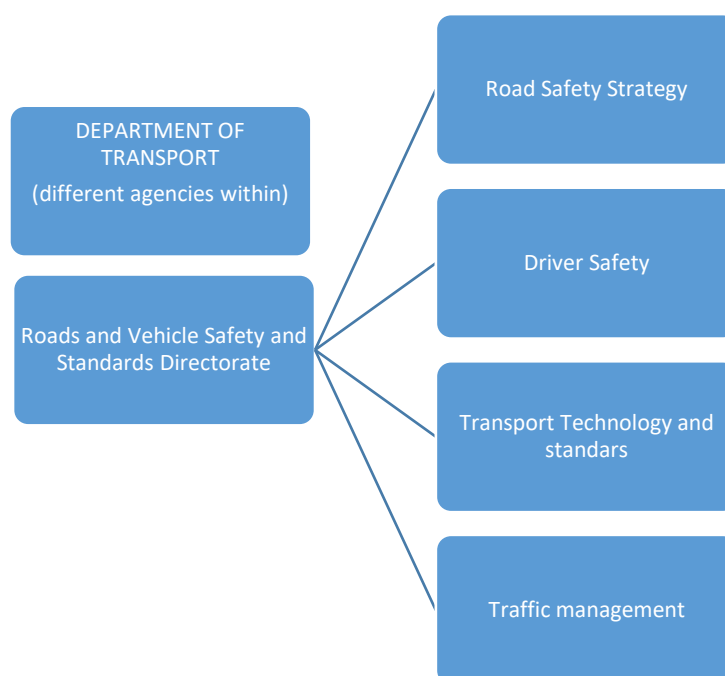 DEPARTMENT OF
TRANSPORT
(different agencies within)
Roads and Vehicle Safety and
Standards Directorate
Road Safety Strategy
Driver Safety
Transport Technology and
standars
Traffic management